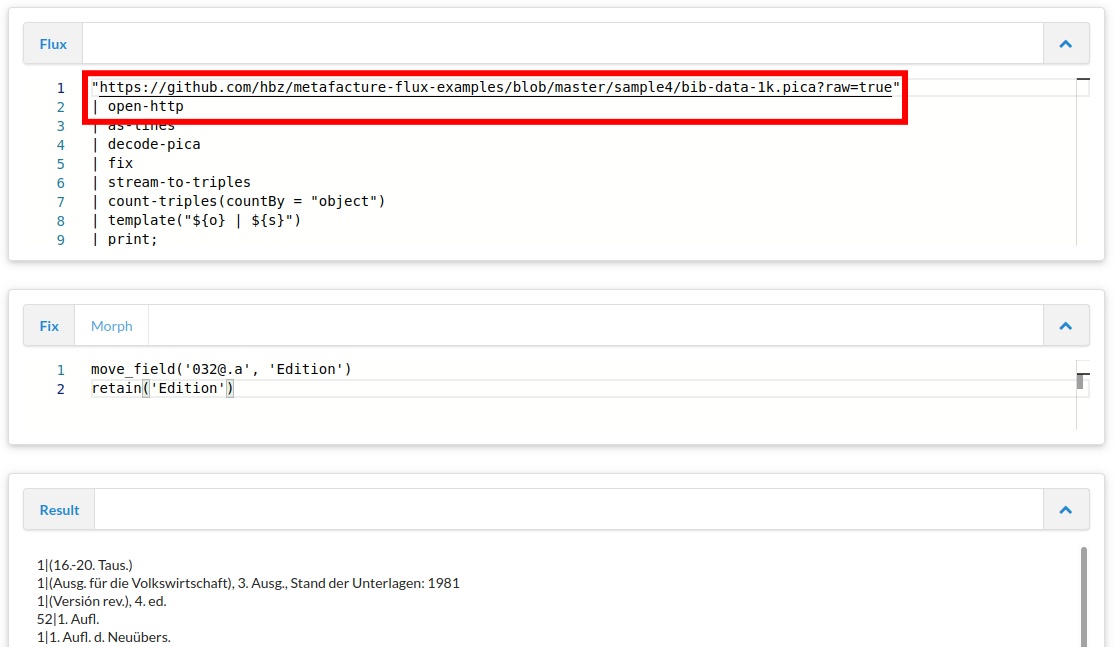 Flux
1 "https://github.com/hbz/metafacture-flux-examples/blob/master/sample4/bib-data-1k.pica?raw=true"
2 | open-http
3 | as-lines
4 | decode-pica
5 | fix
6 | stream-to-triples
7 | count-triples(countBy = "object")
8 | template("${o} | ${s}")
9 | print;
Fix Morph
1 move_field('032@.a', 'Edition')
2 retain('Edition')
Result
1|(16.-20. Taus.)
1|(Ausg. für die Volkswirtschaft), 3. Ausg., Stand der Unterlagen: 1981
1|(Versión rev.), 4. ed.
52|1. Aufl.
1|1. Aufl. d. Neuübers.